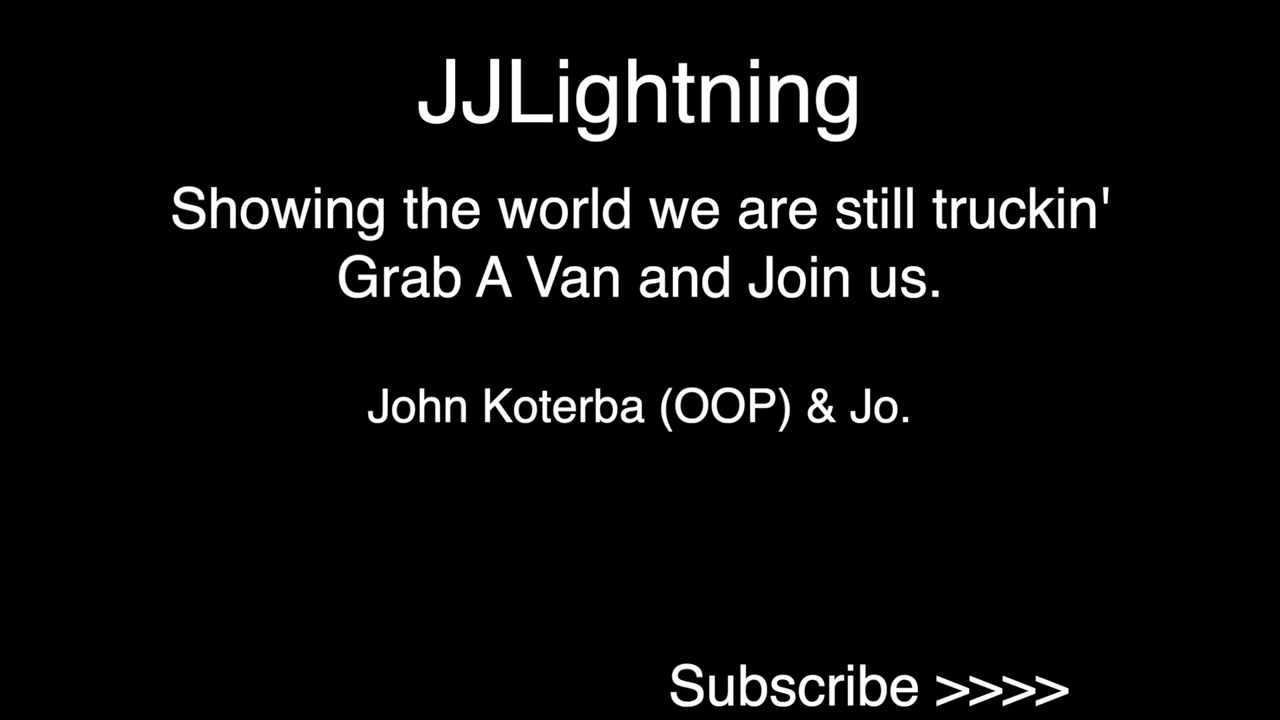 JJLightning
Showing the world we are still truckin'
Grab A Van and Join us.
John Koterba (OOP) & Jo.
Subscribe >>>>